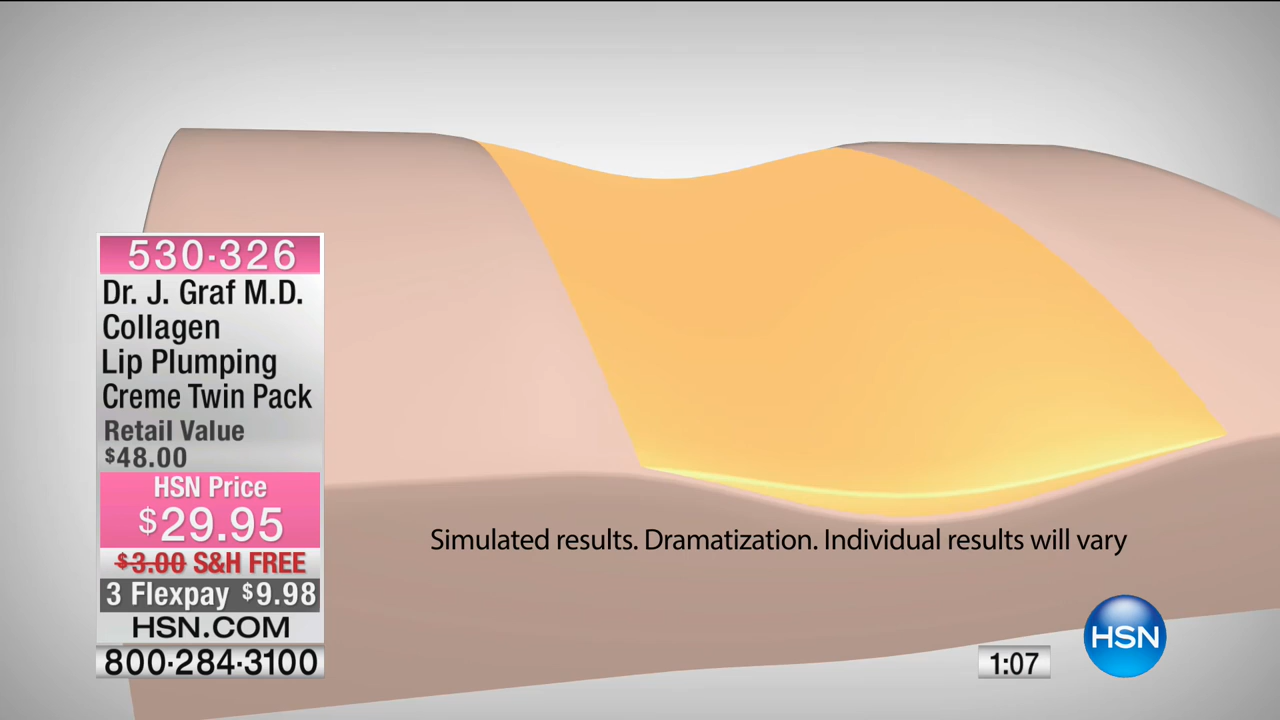 530·326
Dr. J. Graf M.D.
Collagen
Lip Plumping
Creme Twin Pack
Retail Value
$48.00
HSN Price
$29.95
$3.00 S&H FREE
3 Flexpay $9.98
HSN.COM
800·284·3100
Simulated results. Dramatization. Individual results will vary
1:07
HSN